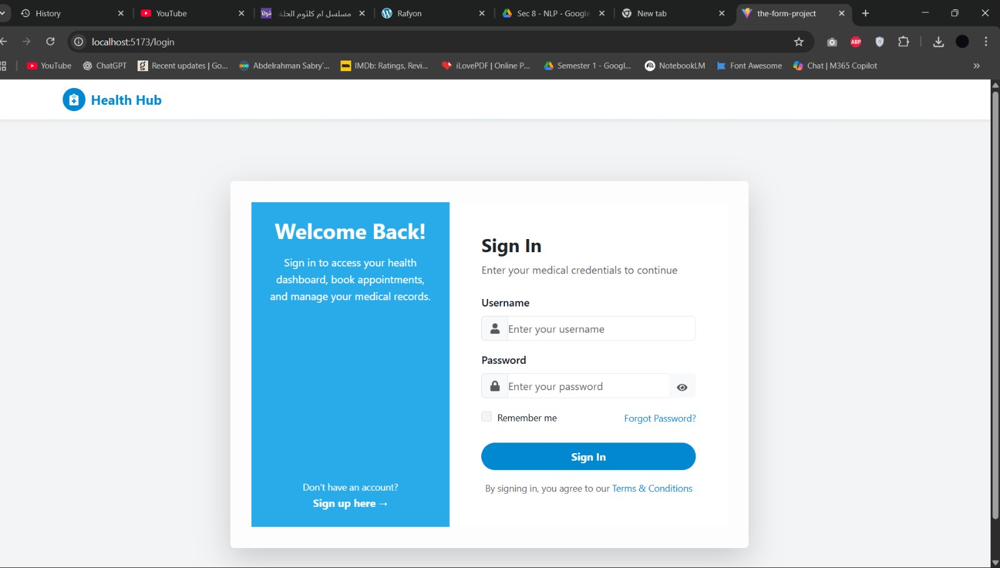 History
YouTube
شوف
مسلسل ام كلثوم الحلق
Rafyon
Sec 8 - NLP - Google
New tab
the-form-project
localhost:5173/login
ABP
YouTube
ChatGPT
Recent updates | Go...
Abdelrahman Sabry'...
IMDb: Ratings, Revi...
iLovePDF | Online P...
Semester 1 - Googl...
NotebookLM
Font Awesome
Chat | M365 Copilot
Health Hub
Welcome Back!
Sign in to access your health
dashboard, book appointments,
and manage your medical records.
Don't have an account?
Sign up here →
Sign In
Enter your medical credentials to continue
Username
Enter your username
Password
Enter your password
Remember me
Forgot Password?
Sign In
By signing in, you agree to our Terms & Conditions